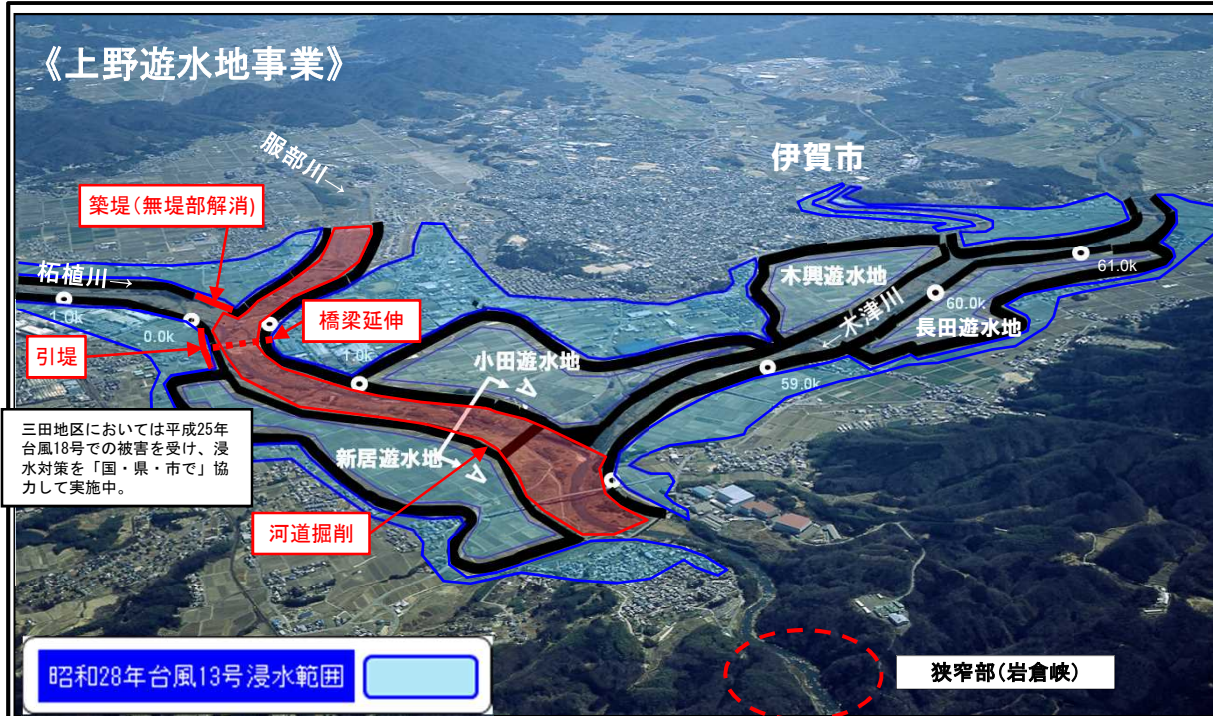 《上野遊水地事業》
服部川→
伊賀市
築堤(無堤部解消)
柘植川→
1.0k
0.0k
引堤
橋梁延伸
1.0k
木興遊水地
61.0k
60.0k
←木津川
長田遊水地
小田遊水地
A
59.0k
新居遊水地
A
三田地区においては平成25年
台風18号での被害を受け、浸
水対策を「国・県・市で」協
力して実施中。
河道掘削
狭窄部(岩倉峡)
昭和28年台風13号浸水範囲